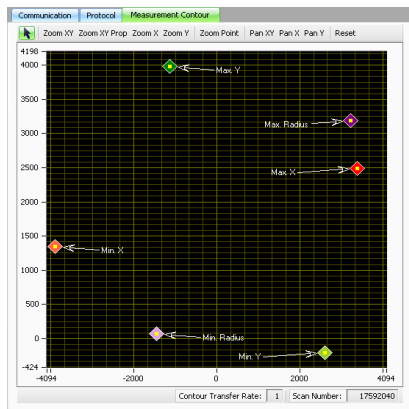 Communication Protocol Measurement Contour
Zoom XY Zoom XY Prop Zoom X Zoom Y Zoom Point Pan XY Pan X Pan Y Reset
4198
4000
Max. Y
3500
Max. Radius
3000
Max. X
2500
2000
1500
Min. X
1000
500
Min. Radius
0
Min. Y
-424
-4094 -2000 0 2000 4094
Contour Transfer Rate: 1 Scan Number: 17592040